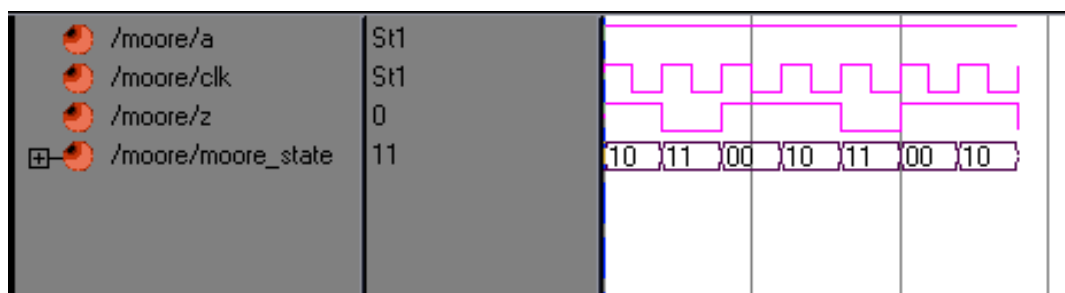 /moore/a St1
/moore/clk St1
/moore/z 0
/moore/moore_state 11 10 11 00 10 11 00 10